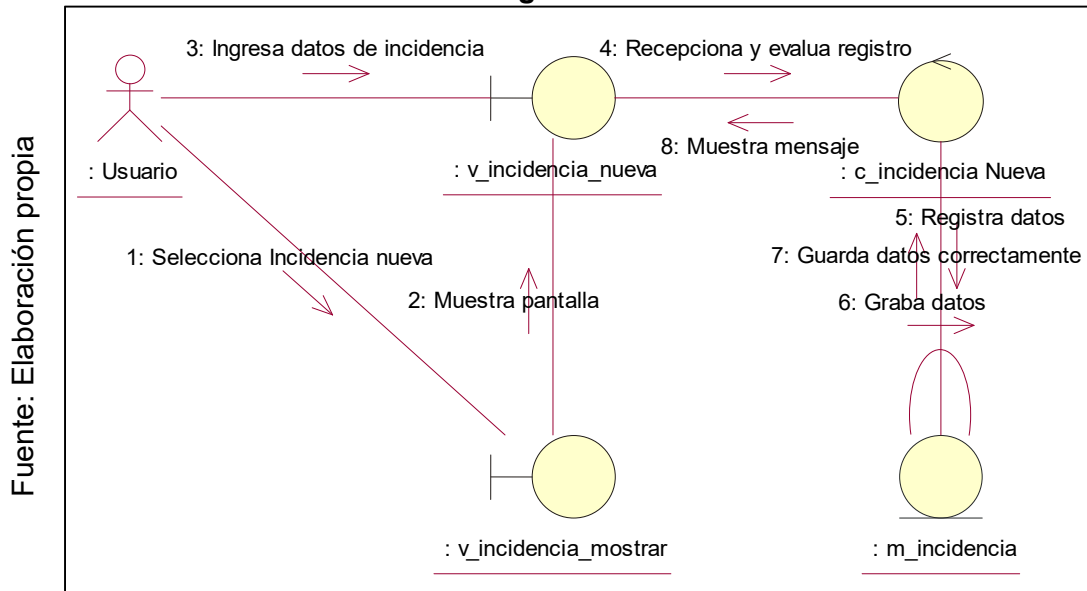 3: Ingresa datos de incidencia
4: Recepciona y evalua registro
8: Muestra mensaje
: Usuario
: v_incidencia_nueva
: c_incidencia Nueva
5: Registra datos
1: Selecciona Incidencia nueva
7: Guarda datos correctamente
2: Muestra pantalla
6: Graba datos
: v_incidencia_mostrar
: m_incidencia
Fuente: Elaboración propia